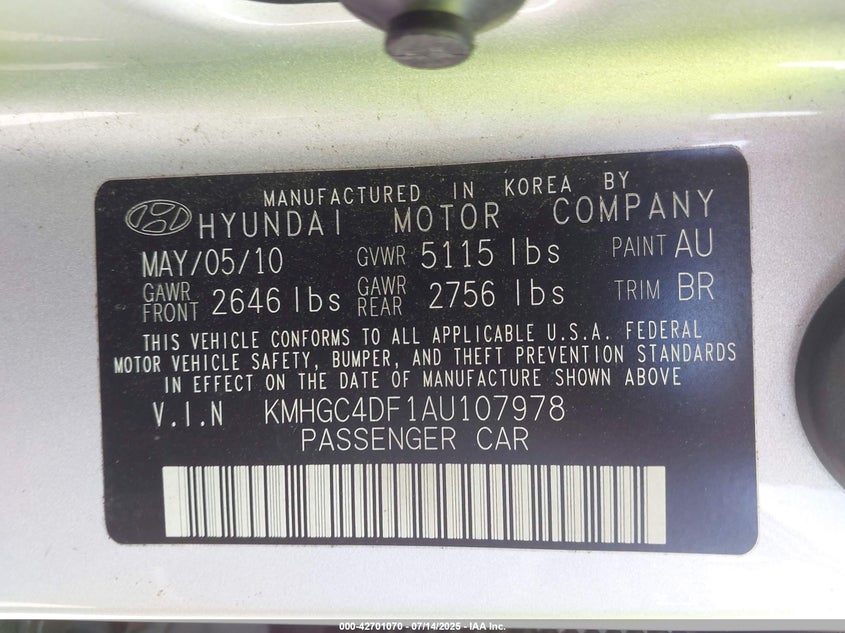 MANUFACTURED IN KOREA BY
HYUNDAI MOTOR COMPANY
MAY/05/10 GVWR 5115 lbs PAINT AU
GAWR FRONT 2646 lbs GAWR REAR 2756 lbs TRIM BR
THIS VEHICLE CONFORMS TO ALL APPLICABLE U.S.A. FEDERAL
MOTOR VEHICLE SAFETY, BUMPER, AND THEFT PREVENTION STANDARDS
IN EFFECT ON THE DATE OF MANUFACTURE SHOWN ABOVE
V.I.N KMHGC4DF1AU107978
PASSENGER CAR
000-42701070 - 07/14/2025 - IAA Inc.